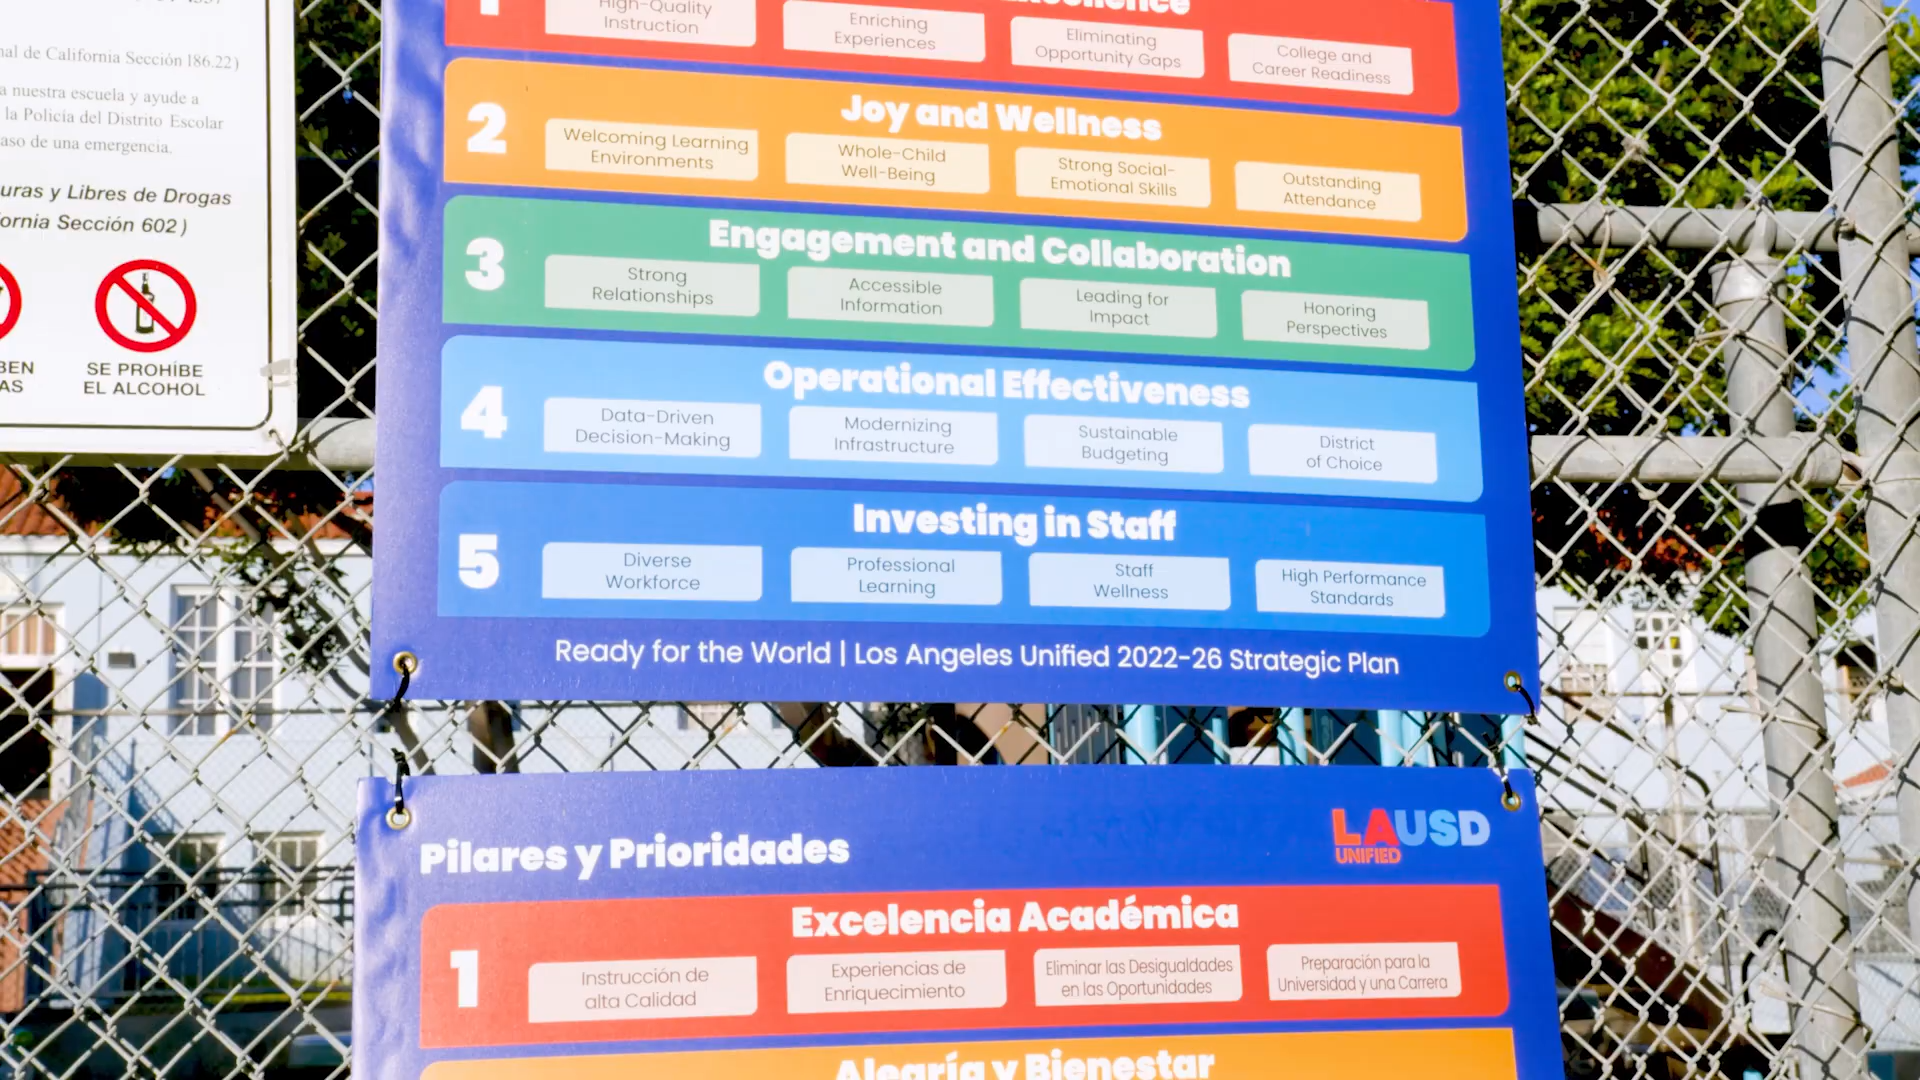 nal de California Sección 186.22)
a nuestra escuela y ayude a
la Policia del Distrito Escolar
aso de una emergencia.
uras y Libres de Drogas
fornia Sección 602)
BEN
AS
SE PROHÍBE
EL ALCOHOL
1
Excellence
High-Quality
Instruction
Enriching
Experiences
Eliminating
Opportunity Gaps
College and
Career Readiness
2
Joy and Wellness
Welcoming Learning
Environments
Whole-Child
Well-Being
Strong Social-
Emotional Skills
Outstanding
Attendance
3
Engagement and Collaboration
Strong
Relationships
Accessible
Information
Leading for
Impact
Honoring
Perspectives
4
Operational Effectiveness
Data-Driven
Decision-Making
Modernizing
Infrastructure
Sustainable
Budgeting
District
of Choice
5
Investing in Staff
Diverse
Workforce
Professional
Learning
Staff
Wellness
High Performance
Standards
Ready for the World | Los Angeles Unified 2022-26 Strategic Plan
Pilares y Prioridades
LAUSD
UNIFIED
1
Excelencia Académica
Instrucción de
alta Calidad
Experiencias de
Enriquecimiento
Eliminar las Desigualdades
en las Oportunidades
Preparación para la
Universidad y una Carrera
Alegría y Bienestar